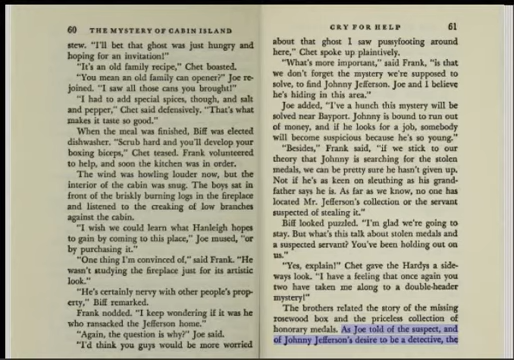 60 THE MYSTERY OF CABIN ISLAND
stew. "I'll bet that ghost was just hungry and
hoping for an invitation!"
"It's an old family recipe," Chet boasted.
"You mean an old family can opener?" Joe re-
joined. "I saw all those cans you brought!"
"I had to add special spices, though, and salt
and pepper," Chet said defensively. "That's what
makes it taste so good."
When the meal was finished, Biff was elected
dishwasher. "Scrub hard and you'll develop your
boxing biceps," Chet teased. Frank volunteered
to help, and soon the kitchen was in order.
The wind was howling louder now, but the
interior of the cabin was snug. The boys sat in
front of the briskly burning logs in the fireplace
and listened to the creaking of low branches
against the cabin.
"I wish we could learn what Hanleigh hopes
to gain by coming to this place," Joe mused, "or
by purchasing it."
"One thing I'm convinced of," said Frank. "He
wasn't studying the fireplace just for its artistic
look."
"He's certainly nervy with other people's prop-
erty," Biff remarked.
Frank nodded. "I keep wondering if it was he
who ransacked the Jefferson home."
"Again, the question is why?" Joe said.
"I'd think you guys would be more worried
CRY FOR HELP 61
about that ghost I saw pussyfooting around
here," Chet spoke up plaintively.
"What's more important," said Frank, "is that
we don't forget the mystery we're supposed to
solve, to find Johnny Jefferson. Joe and I believe
he's hiding in this area."
Joe added, "I've a hunch this mystery will be
solved near Bayport. Johnny is bound to run out
of money, and if he looks for a job, somebody
will become suspicious because he's so young."
"Besides," Frank said, "if we stick to our
theory that Johnny is searching for the stolen
medals, we can be pretty sure he hasn't given up.
Not if he's as keen on sleuthing as his grand-
father says he is. As far as we know, no one has
located Mr. Jefferson's collection or the servant
suspected of stealing it."
Biff looked puzzled. "I'm glad we're going to
stay. But what's this talk about stolen medals and
a suspected servant? You've been holding out on
us."
"Yes, explain!" Chet gave the Hardys a side-
ways look. "I have a feeling that once again you
two have taken me along to a double-header
mystery!"
The brothers related the story of the missing
rosewood box and the priceless collection of
honorary medals. As Joe told of the suspect, and
of Johnny Jefferson's desire to be a detective, the